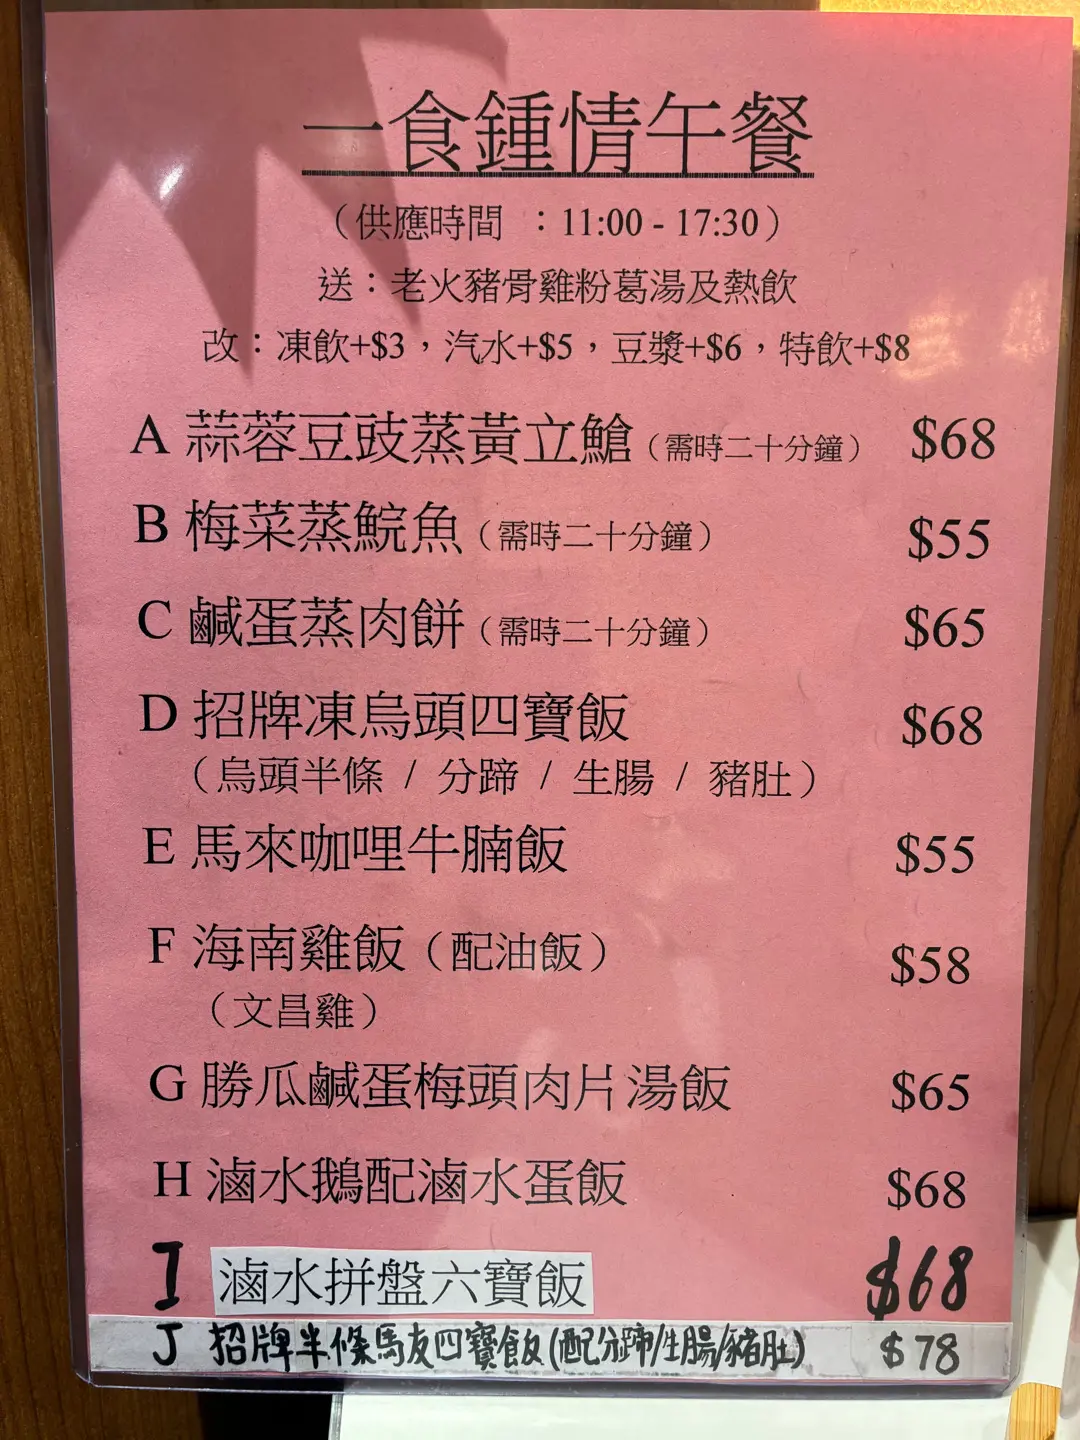 一食鍾情午餐
（供應時間 ：11:00 - 17:30）
送：老火豬骨雞粉葛湯及熱飲
改：凍飲+$3，汽水+$5，豆漿+$6，特飲+$8
A 蒜蓉豆豉蒸黃立鱠（需時二十分鐘） $68
B 梅菜蒸鯇魚（需時二十分鐘） $55
C 鹹蛋蒸肉餅（需時二十分鐘） $65
D 招牌凍烏頭四寶飯 $68
（烏頭半條 / 分蹄 / 生腸 / 豬肚）
E 馬來咖哩牛腩飯 $55
F 海南雞飯（配油飯） $58
（文昌雞）
G 勝瓜鹹蛋梅頭肉片湯飯 $65
H 滷水鵝配滷水蛋飯 $68
I 滷水拼盤六寶飯 $68
J 招牌半條馬友四寶飯(配分蹄/生腸/豬肚) $78